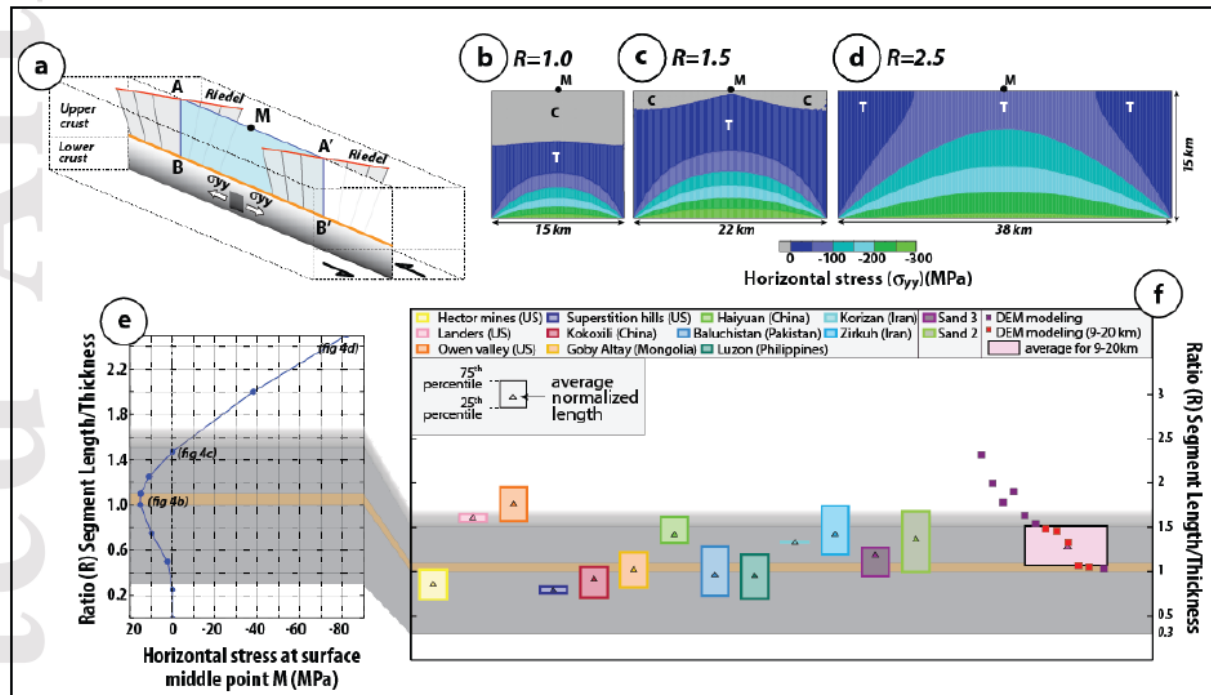 a
A
Riedel
M
Upper
crust
A'
Riedel
Lower
crust
B
σyy
σyy
B'
b
R=1.0
M
C
T
15 km
c
R=1.5
M
C
C
T
22 km
d
R=2.5
M
T
T
T
38 km
15km
0
-100
-200
-300
Horizontal stress (σyy)(MPa)
e
Ratio (R) Segment Length/Thickness
2.2
1.8
1.4
1.0
0.6
0.2
(fig 4d)
(fig 4c)
(fig 4b)
20 0 -20 -40 -60 -80
Horizontal stress at surface
middle point M (MPa)
f
Hector mines (US)
Superstition hills (US)
Haiyuan (China)
Korizan (Iran)
Sand 3
DEM modeling
Landers (US)
Kokoxili (China)
Baluchistan (Pakistan)
Zirkuh (Iran)
Sand 2
DEM modeling (9-20 km)
Owen valley (US)
Goby Altay (Mongolia)
Luzon (Philippines)
average for 9-20km
75th
percentile
25th
percentile
average
normalized
length
3
2.5
2
1.5
1
0.5
0.3
Ratio (R) Segment Length/Thickness